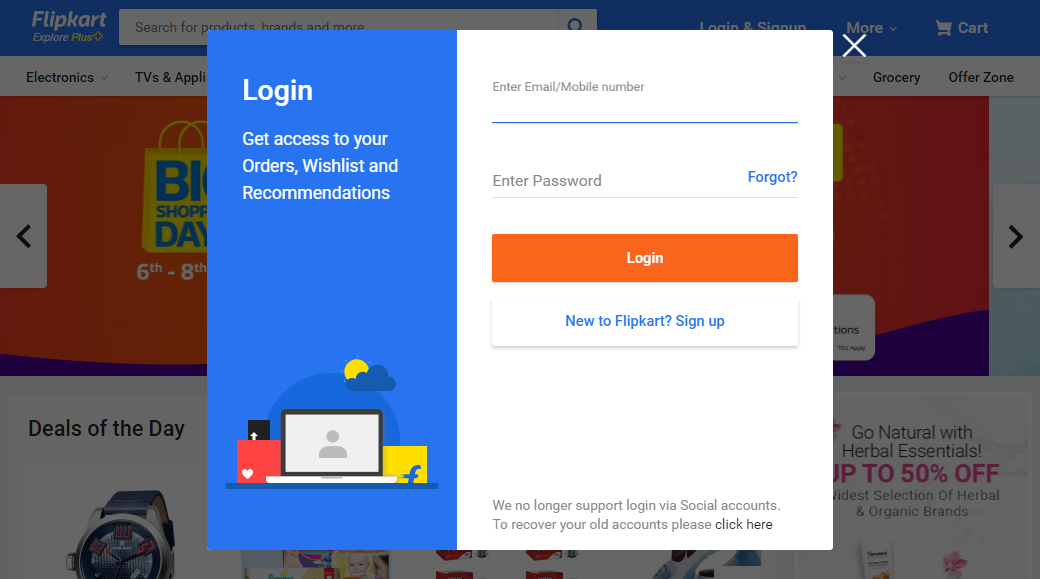 Flipkart
Explore Plus
Search for products, brands and more
Login & Signup
More
Cart
Electronics
TVs &
Grocery
Offer Zone
Login
Get access to your
Orders, Wishlist and
Recommendations
Enter Email/Mobile number
Enter Password
Forgot?
Login
New to Flipkart? Sign up
We no longer support login via Social accounts.
To recover your old accounts please click here
BIG
SHOPP
DAY
6th - 8th
tions
*T&C Apply
Deals of the Day
Go Natural with
Herbal Essentials!
UP TO 50% OFF
Widest Selection Of Herbal
& Organic Brands